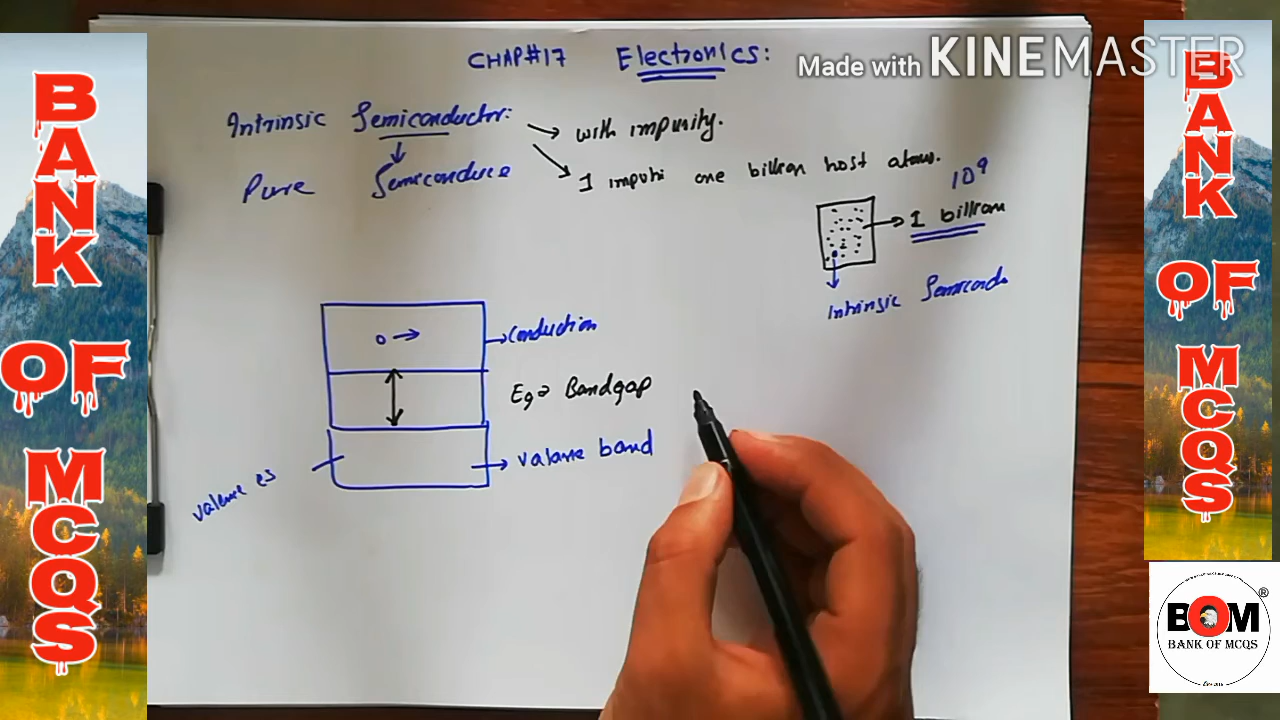 CHAP#17 Electronics:
Made with KINEMASTER
Intrinsic Semiconductor:
with impurity.
Pure Semiconduce
1 impuri one billion host atoms.
10⁹
1 billion
Intrinsic Semicondu
o → Conduction
Eg = Bandgap
valane band
valence es
BANK OF MCQS
BANK OF MCQS
BOM ®
BANK OF MCQS